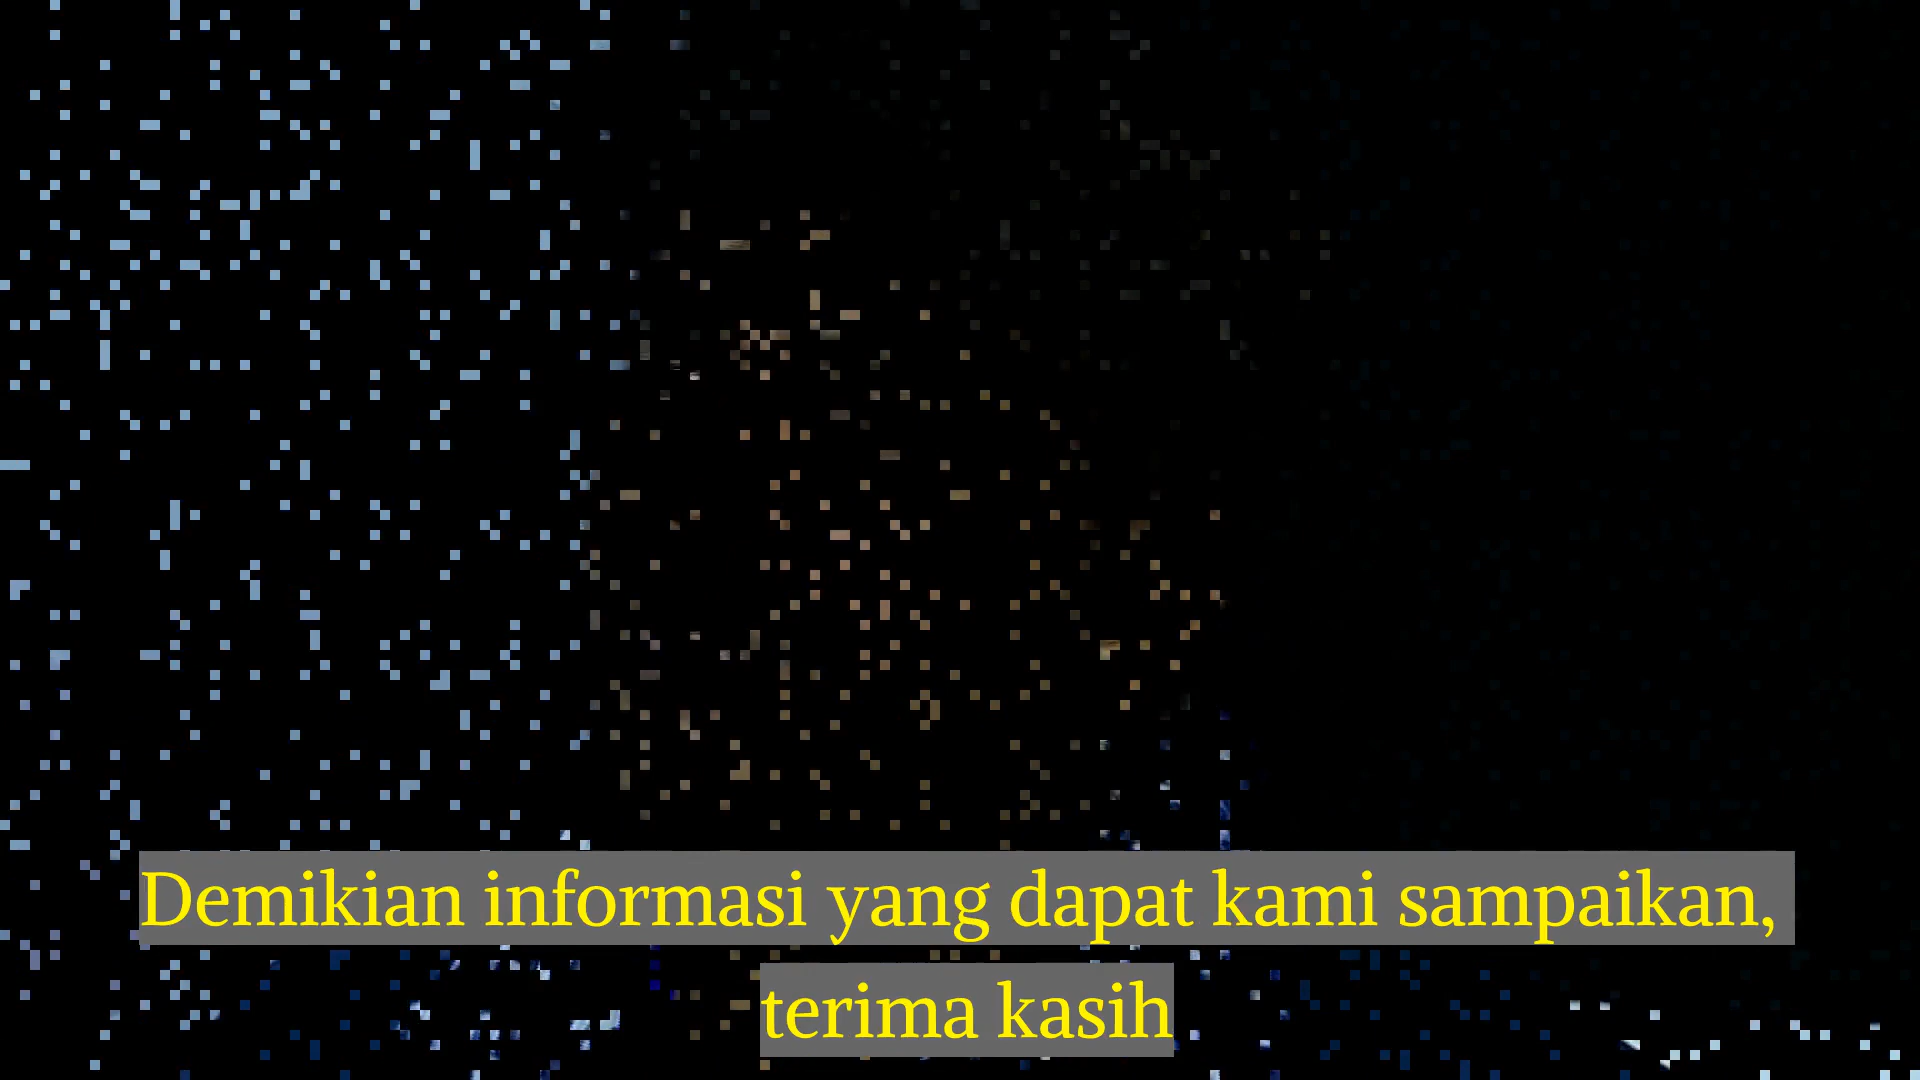 Demikian informasi yang dapat kami sampaikan,
terima kasih